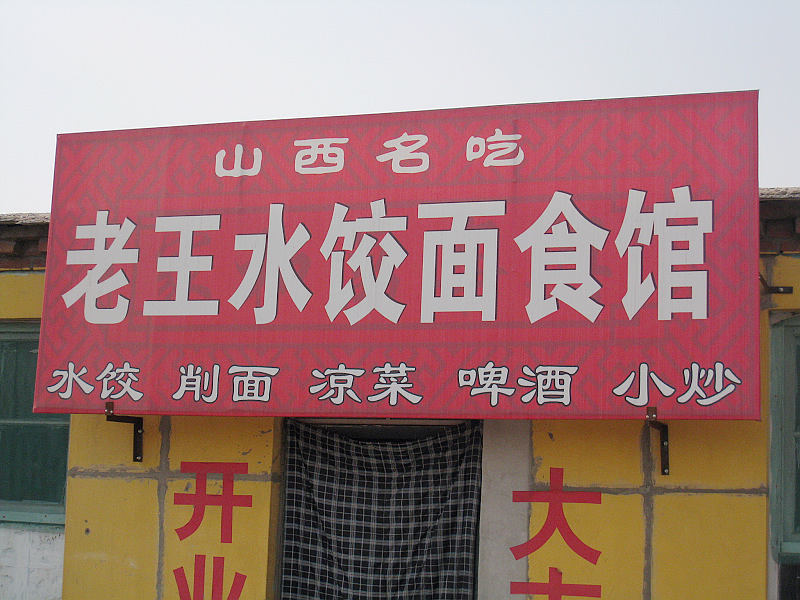 山西名吃
老王水饺面食馆
水饺 削面 凉菜 啤酒 小炒
开业
大